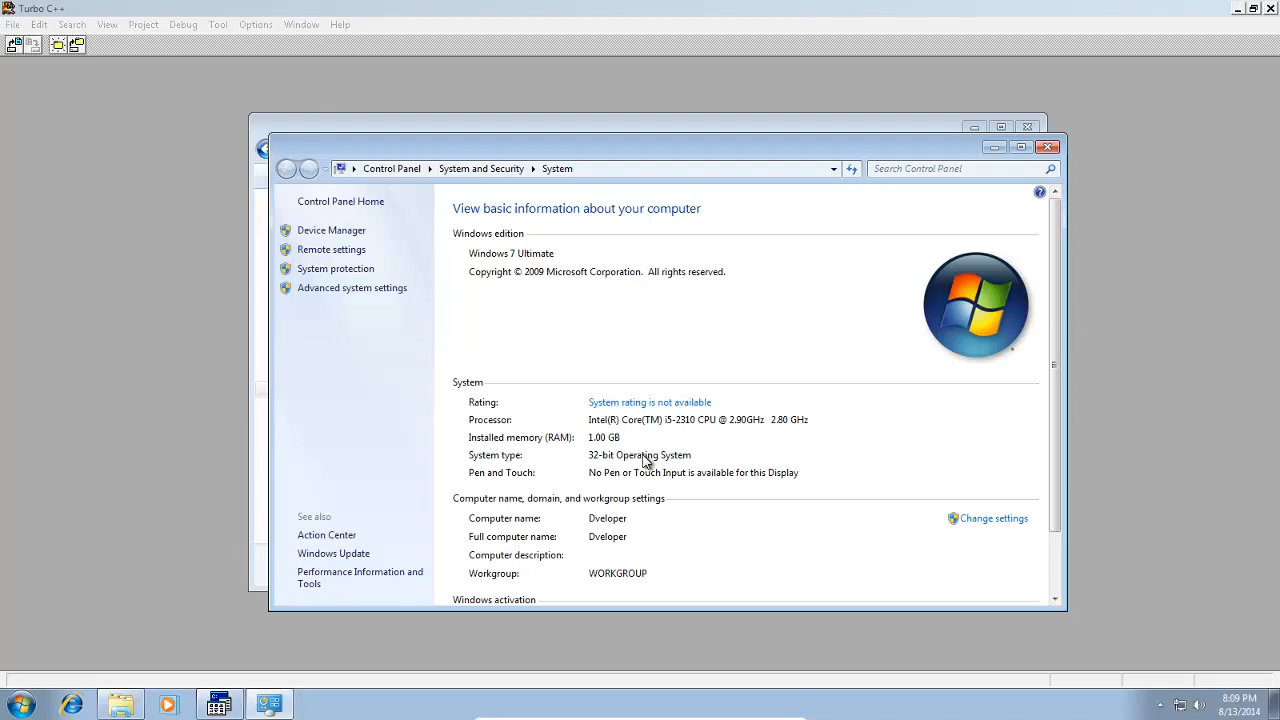 Turbo C++
File Edit Search View Project Debug Tool Options Window Help
Control Panel System and Security System
Search Control Panel
Control Panel Home
Device Manager
Remote settings
System protection
Advanced system settings
See also
Action Center
Windows Update
Performance Information and
Tools
View basic information about your computer
Windows edition
Windows 7 Ultimate
Copyright © 2009 Microsoft Corporation. All rights reserved.
System
Rating: System rating is not available
Processor: Intel(R) Core(TM) i5-2310 CPU @ 2.90GHz 2.80 GHz
Installed memory (RAM): 1.00 GB
System type: 32-bit Operating System
Pen and Touch: No Pen or Touch Input is available for this Display
Computer name, domain, and workgroup settings
Computer name: Dveloper
Change settings
Full computer name: Dveloper
Computer description:
Workgroup: WORKGROUP
Windows activation
8:09 PM
8/13/2014